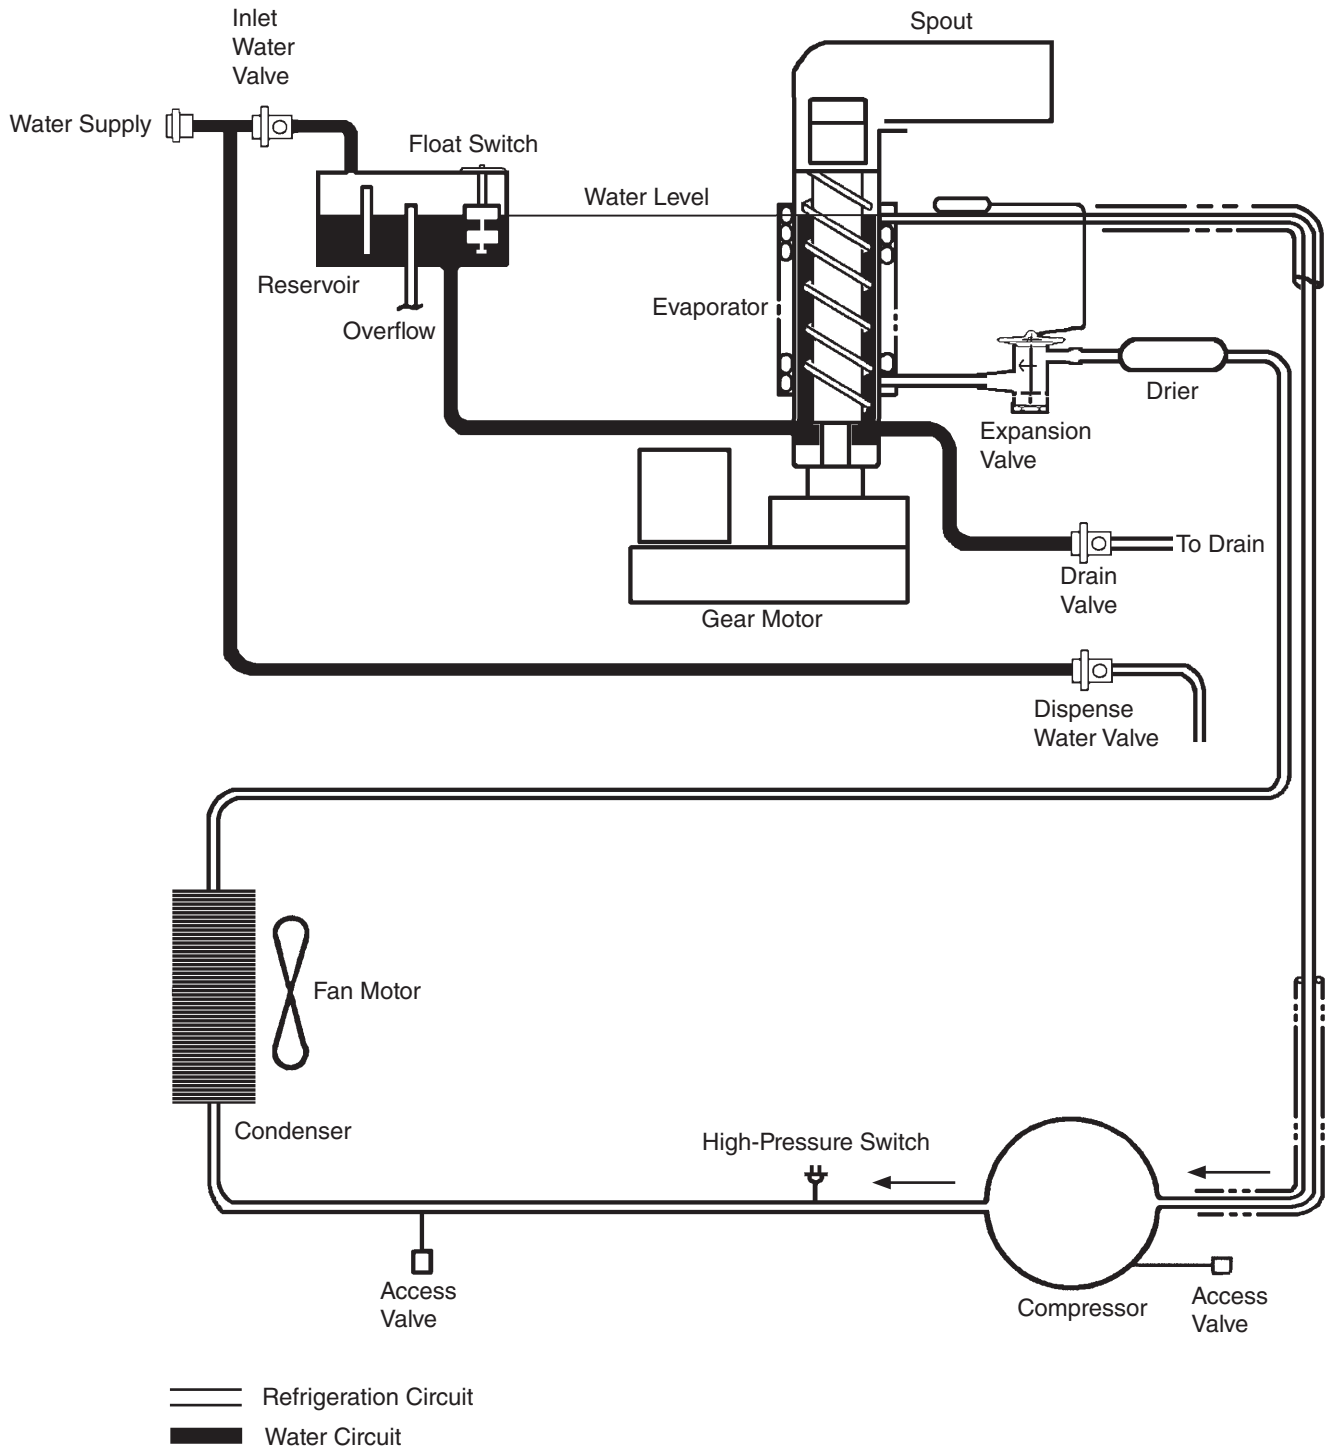 Inlet
Water
Valve
Spout
Water Supply
Float Switch
Water Level
Reservoir
Overflow
Evaporator
Drier
Expansion
Valve
To Drain
Drain
Valve
Gear Motor
Dispense
Water Valve
Fan Motor
Condenser
High-Pressure Switch
Access
Valve
Compressor
Access
Valve
Refrigeration Circuit
Water Circuit